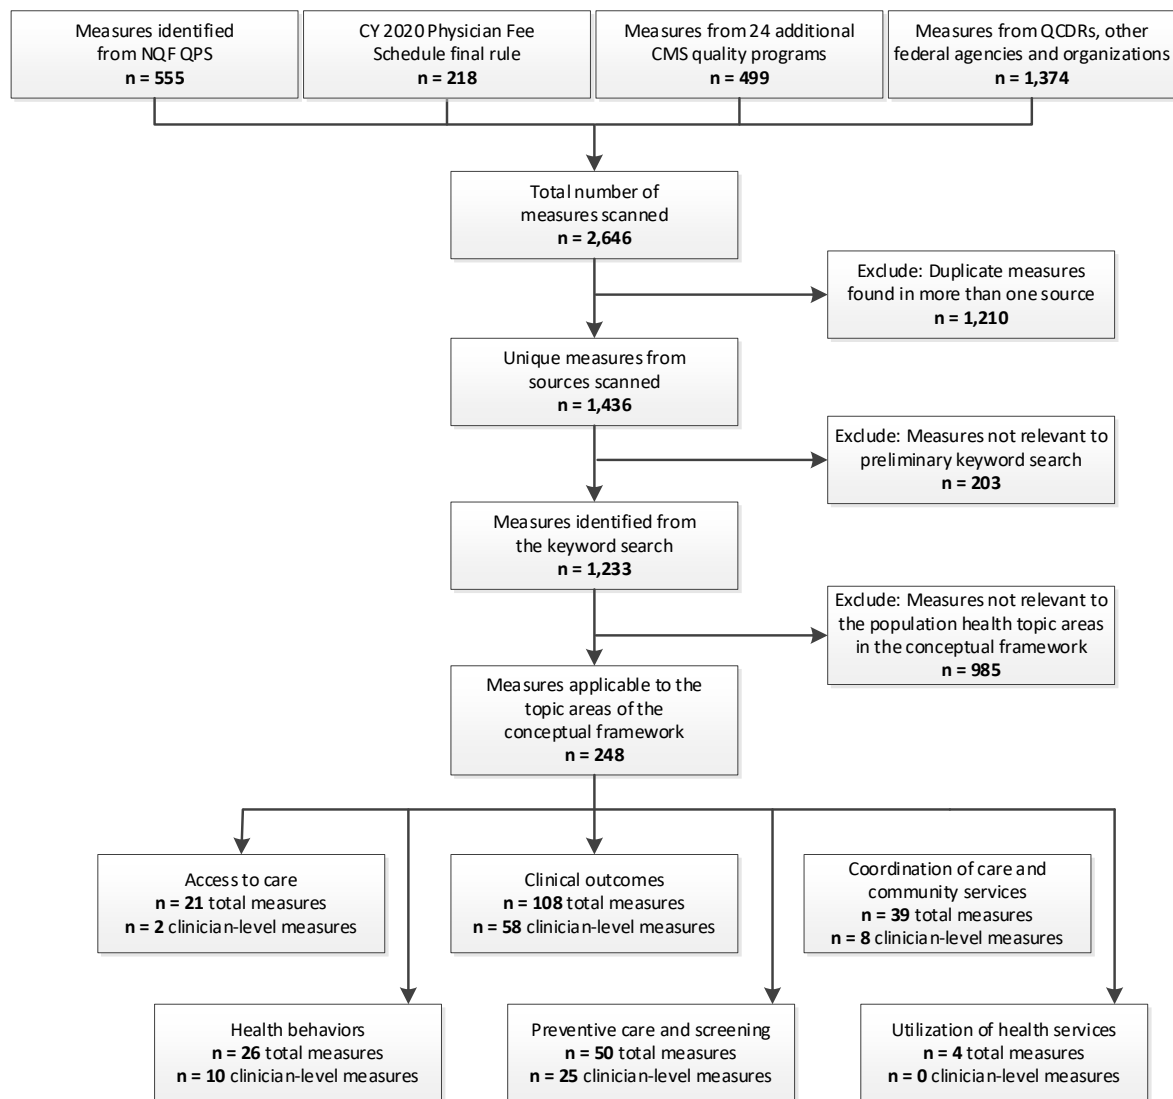 Measures identified
from NQF QPS
n = 555
CY 2020 Physician Fee
Schedule final rule
n = 218
Measures from 24 additional
CMS quality programs
n = 499
Measures from QCDRs, other
federal agencies and organizations
n = 1,374
Total number of
measures scanned
n = 2,646
Exclude: Duplicate measures
found in more than one source
n = 1,210
Unique measures from
sources scanned
n = 1,436
Exclude: Measures not relevant to
preliminary keyword search
n = 203
Measures identified from
the keyword search
n = 1,233
Exclude: Measures not relevant to
the population health topic areas
in the conceptual framework
n = 985
Measures applicable to the
topic areas of the
conceptual framework
n = 248
Access to care
n = 21 total measures
n = 2 clinician-level measures
Clinical outcomes
n = 108 total measures
n = 58 clinician-level measures
Coordination of care and
community services
n = 39 total measures
n = 8 clinician-level measures
Health behaviors
n = 26 total measures
n = 10 clinician-level measures
Preventive care and screening
n = 50 total measures
n = 25 clinician-level measures
Utilization of health services
n = 4 total measures
n = 0 clinician-level measures